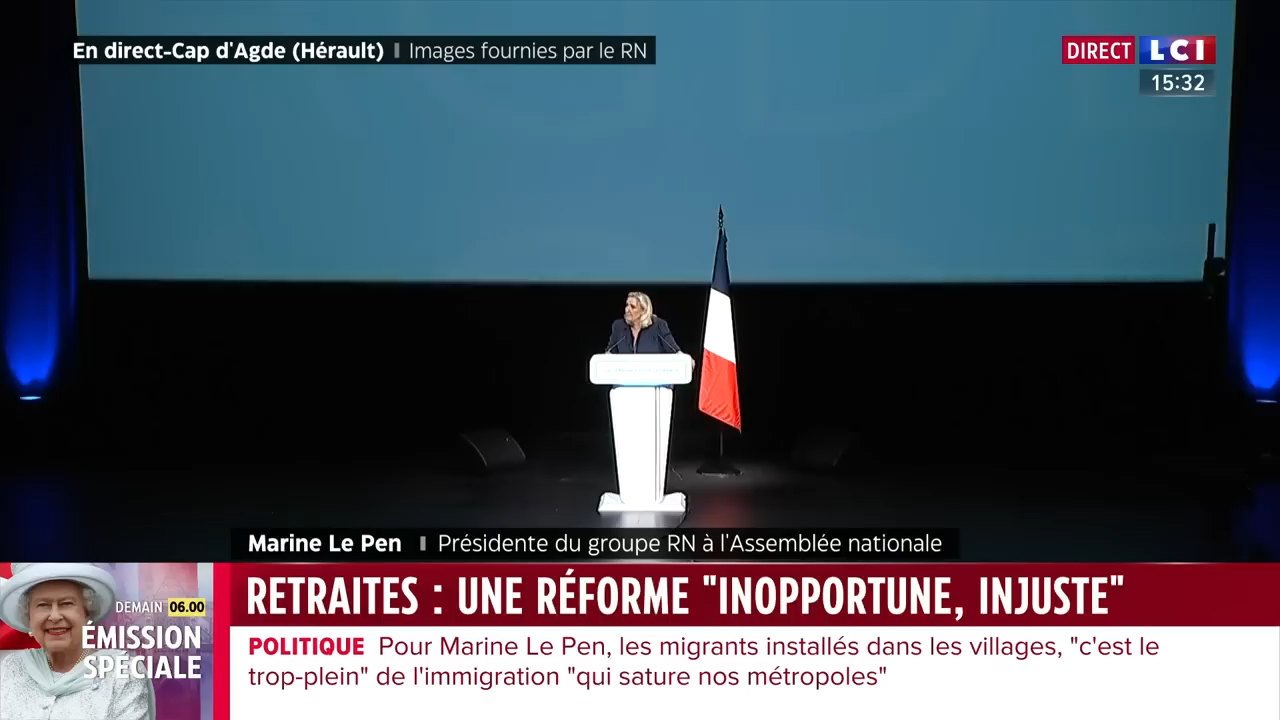 En direct-Cap d'Agde (Hérault) Images fournies par le RN
DIRECT LCI
15:32
Marine Le Pen Présidente du groupe RN à l'Assemblée nationale
DEMAIN 06.00
ÉMISSION
SPÉCIALE
RETRAITES : UNE RÉFORME "INOPPORTUNE, INJUSTE"
POLITIQUE Pour Marine Le Pen, les migrants installés dans les villages, "c'est le
trop-plein" de l'immigration "qui sature nos métropoles"